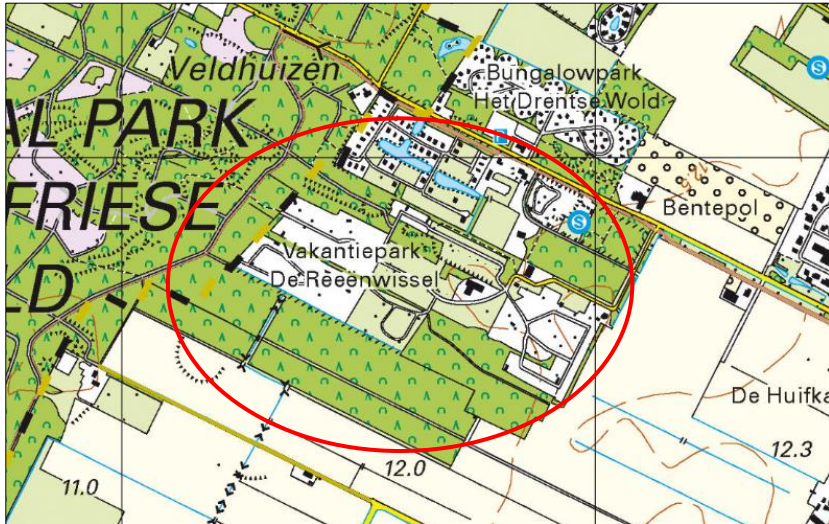 Veldhuizen
Bungalowpark
Het Drentse Wold
AL PARK
FRIESE
LD
Bentepol
S
S
Vakantiepark
De Reeënwissel
De Huifka
12.3
12.0
11.0